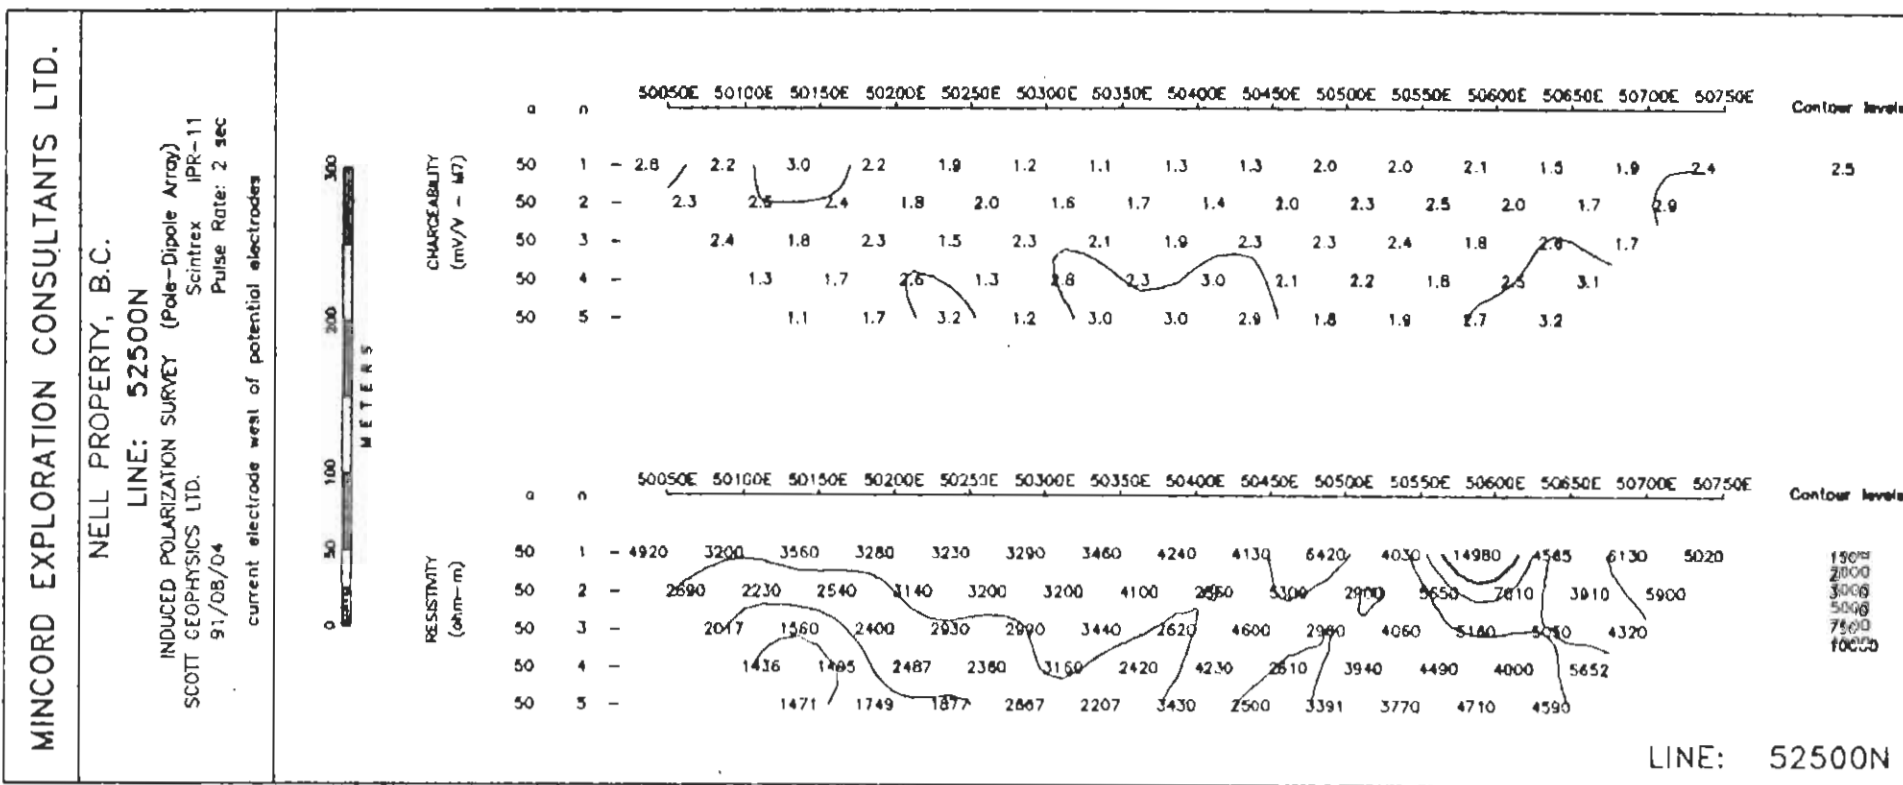 MINCORD EXPLORATION CONSULTANTS LTD.
NELL PROPERTY, B.C.
LINE: 52500N
INDUCED POLARIZATION SURVEY (Pole-Dipole Array)
SCOTT GEOPHYSICS LTD. Scintrex IPR-11
91/08/04 Pulse Rate: 2 sec
current electrode west of potential electrodes
0 50 100 200 300
METERS
a n 50050E 50100E 50150E 50200E 50250E 50300E 50350E 50400E 50450E 50500E 50550E 50600E 50650E 50700E 50750E Contour levels
CHARGEABILITY
(mV/V - M7)
50 1 - 2.8 2.2 3.0 2.2 1.9 1.2 1.1 1.3 1.3 2.0 2.0 2.1 1.5 1.9 2.4 2.5
50 2 - 2.3 2.5 2.4 1.8 2.0 1.6 1.7 1.4 2.0 2.3 2.5 2.0 1.7 2.9
50 3 - 2.4 1.8 2.3 1.5 2.3 2.1 1.9 2.3 2.3 2.4 1.8 2.6 1.7
50 4 - 1.3 1.7 2.6 1.3 2.8 2.3 3.0 2.1 2.2 1.8 2.5 3.1
50 5 - 1.1 1.7 3.2 1.2 3.0 3.0 2.9 1.8 1.9 2.7 3.2
a n 50050E 50100E 50150E 50200E 50250E 50300E 50350E 50400E 50450E 50500E 50550E 50600E 50650E 50700E 50750E Contour levels
RESISTIVITY
(ohm-m)
50 1 - 4920 3200 3560 3280 3230 3290 3460 4240 4130 6420 4030 14980 4565 6130 5020
50 2 - 2690 2230 2540 3140 3200 3200 4100 5300 2900 5650 7610 3910 5900
50 3 - 2017 1560 2400 2930 2990 3440 2620 4600 2980 4060 5180 5050 4320
50 4 - 1436 1495 2487 2380 3160 2420 4230 2610 3940 4490 4000 5652
50 5 - 1471 1749 1877 2867 2207 3430 2500 3391 3770 4710 4590
1500
2000
3000
5000
7500
10000
LINE: 52500N